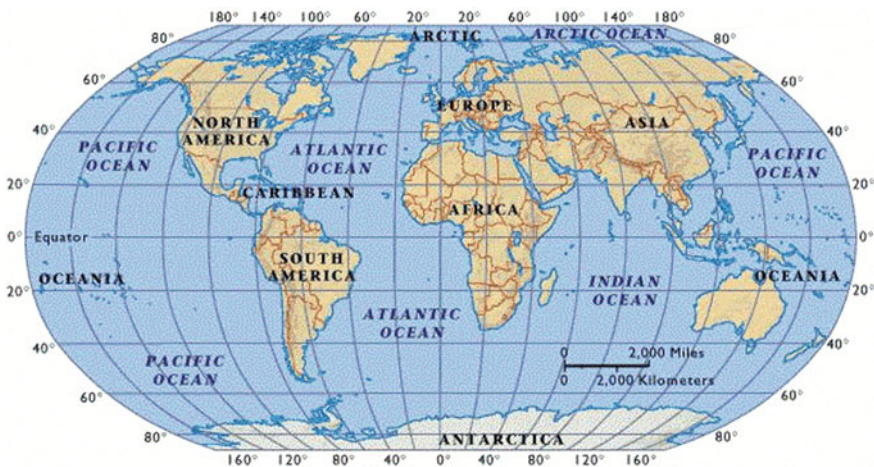 180° 140° 100° 60° 20° 0° 20° 60° 100° 140° 180°
80° ARCTIC ARCTIC OCEAN 80°
60° 60°
EUROPE
NORTH
AMERICA
ASIA
40° 40°
PACIFIC
OCEAN
ATLANTIC
OCEAN
PACIFIC
OCEAN
20° CARIBBEAN 20°
AFRICA
0° Equator 0°
SOUTH
AMERICA
OCEANIA
INDIAN
OCEAN
OCEANIA
20° 20°
ATLANTIC
OCEAN
40° 40°
PACIFIC
OCEAN
0 2,000 Miles
0 2,000 Kilometers
60° 60°
80° ANTARCTICA 80°
160° 120° 80° 40° 0° 40° 80° 120° 160°